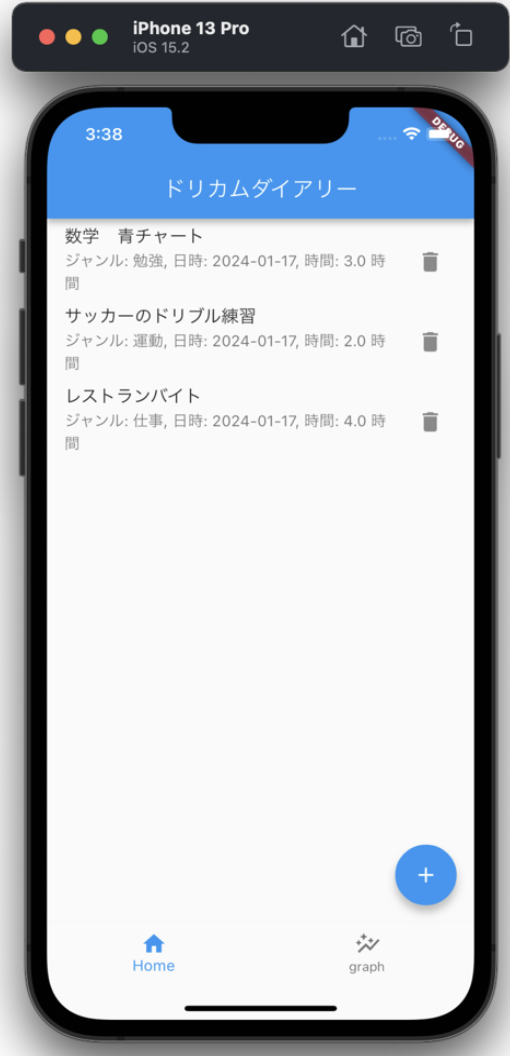 iPhone 13 Pro
iOS 15.2
3:38
DEBUG
ドリカムダイアリー
数学　青チャート
ジャンル: 勉強, 日時: 2024-01-17, 時間: 3.0 時
間
サッカーのドリブル練習
ジャンル: 運動, 日時: 2024-01-17, 時間: 2.0 時
間
レストランバイト
ジャンル: 仕事, 日時: 2024-01-17, 時間: 4.0 時
間
Home
graph